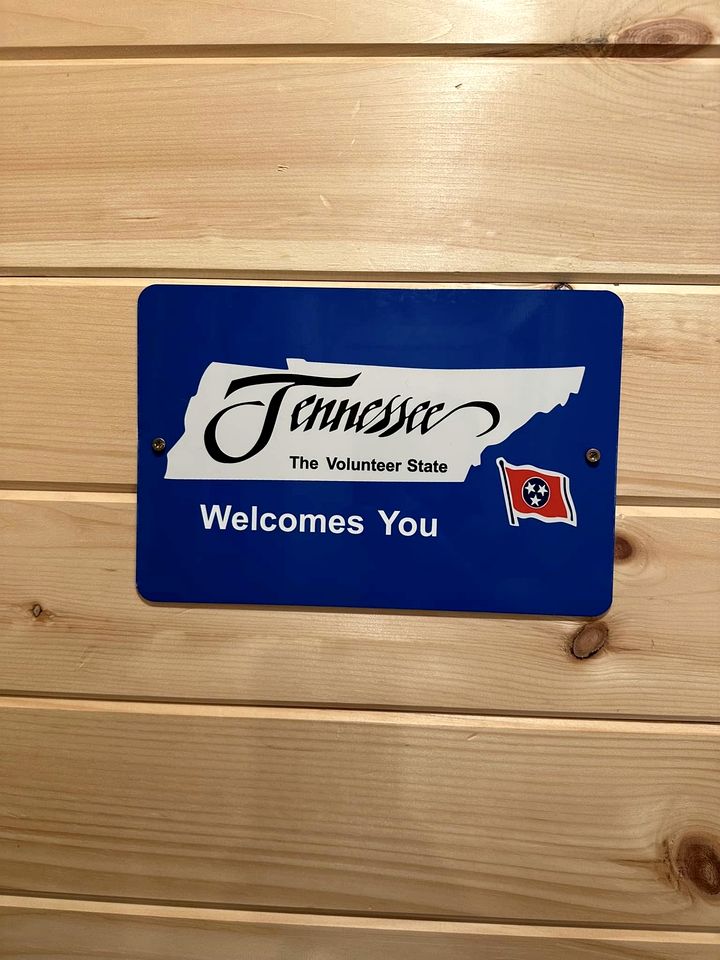 Tennessee
The Volunteer State
Welcomes You